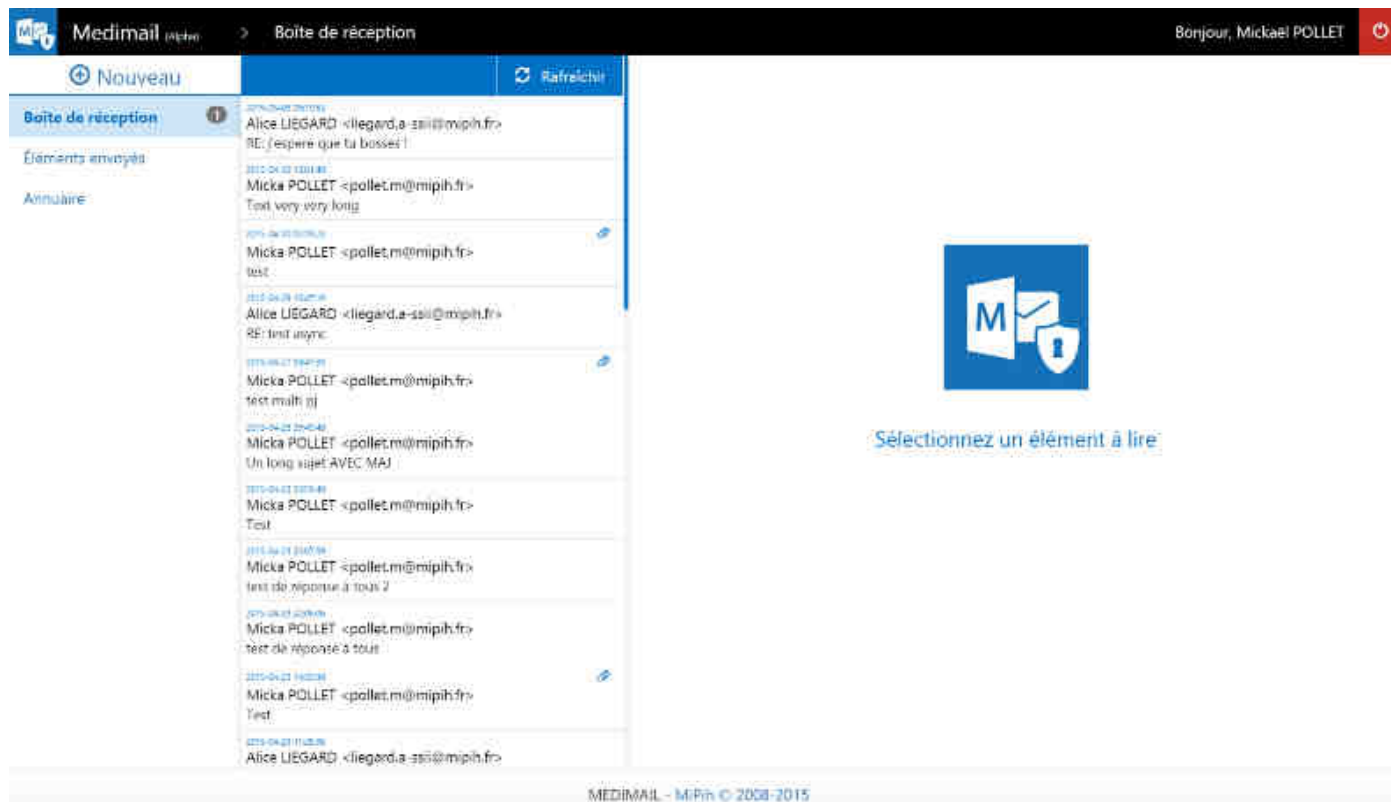 Medimail (Alpha) > Boîte de réception
Bonjour, Mickael POLLET
Nouveau
Rafraichir
Boîte de réception 1
Éléments envoyés
Annuaire
Alice LIEGARD <liegard.a-ssii@mipih.fr>
RE: j'espere que tu bosses !
Micka POLLET <pollet.m@mipih.fr>
Test very very long
Micka POLLET <pollet.m@mipih.fr>
test
Alice LIEGARD <liegard.a-ssii@mipih.fr>
RE: test async
Micka POLLET <pollet.m@mipih.fr>
test multi pj
Micka POLLET <pollet.m@mipih.fr>
Un long sujet AVEC MAJ
Micka POLLET <pollet.m@mipih.fr>
Test
Micka POLLET <pollet.m@mipih.fr>
test de réponse à tous 2
Micka POLLET <pollet.m@mipih.fr>
test de réponse à tous
Micka POLLET <pollet.m@mipih.fr>
Test
Alice LIEGARD <liegard.a-ssii@mipih.fr>
M
Sélectionnez un élément à lire
MEDIMAIL - MiPih © 2008-2015